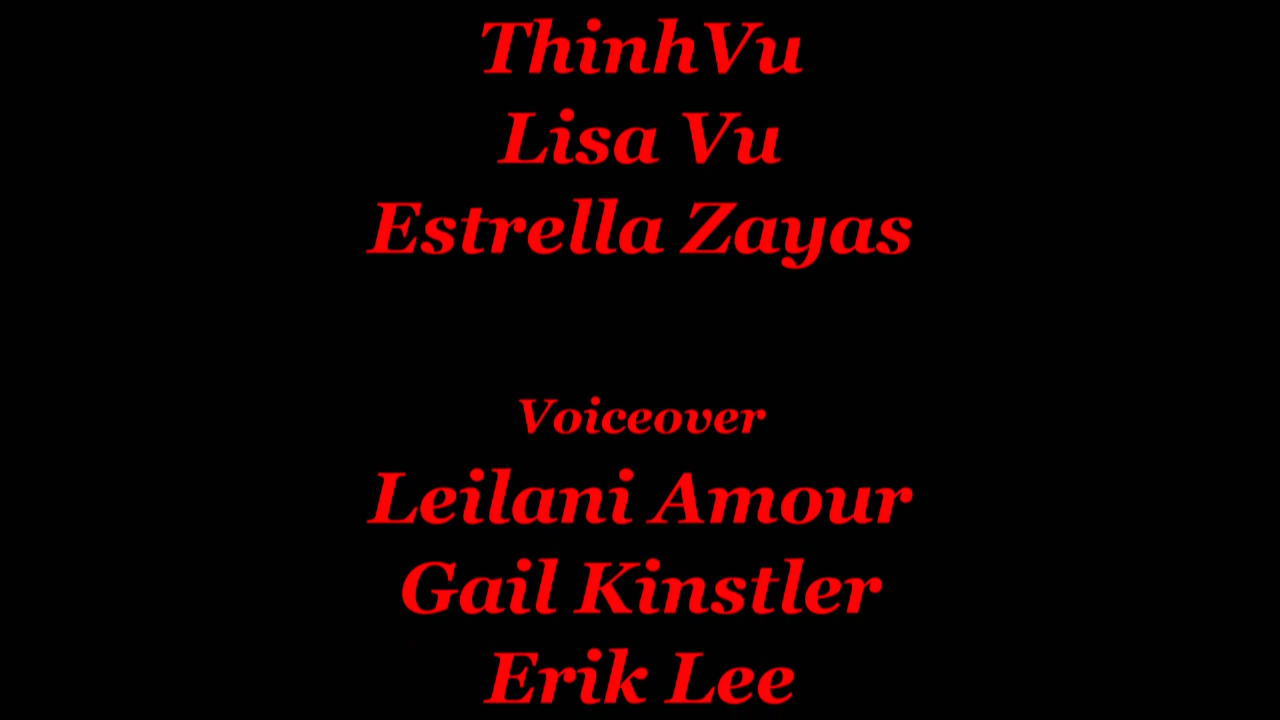 ThinhVu
Lisa Vu
Estrella Zayas
Voiceover
Leilani Amour
Gail Kinstler
Erik Lee